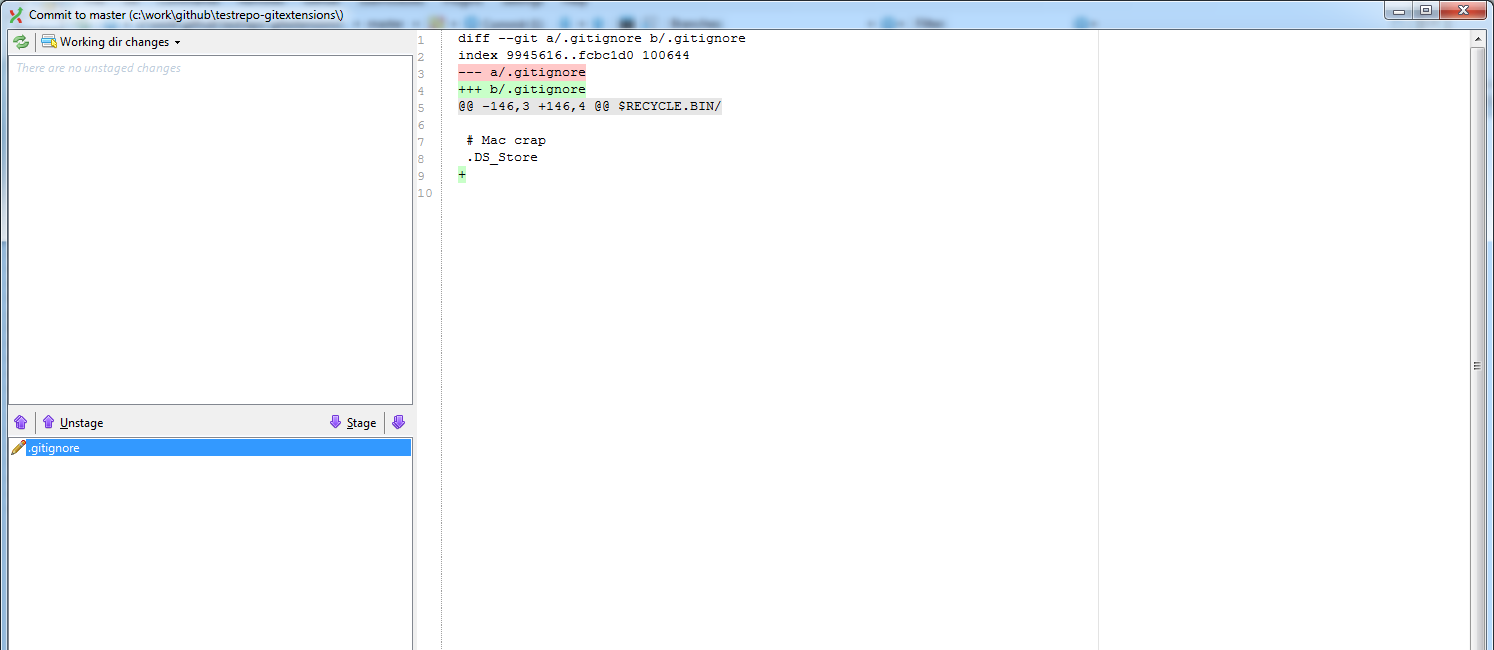 Commit to master (c:\work\github\testrepo-gitextensions\)
Working dir changes
There are no unstaged changes
Unstage
Stage
.gitignore
1 diff --git a/.gitignore b/.gitignore
2 index 9945616..fcbc1d0 100644
3 --- a/.gitignore
4 +++ b/.gitignore
5 @@ -146,3 +146,4 @@ $RECYCLE.BIN/
6
7 # Mac crap
8 .DS_Store
9 +
10